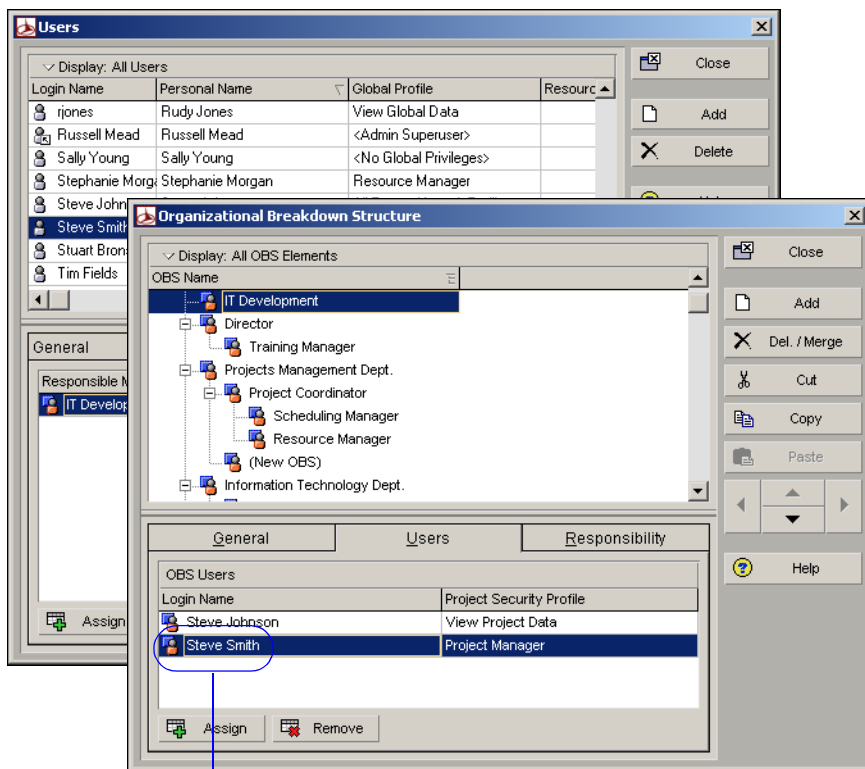 Users
Display: All Users
Login Name Personal Name Global Profile Resourc
rjones Rudy Jones View Global Data
Russell Mead Russell Mead <Admin Superuser>
Sally Young Sally Young <No Global Privileges>
Stephanie Morga Stephanie Morgan Resource Manager
Steve John
Steve Smith
Stuart Bron
Tim Fields
Close
Add
Delete
General
Responsible M
IT Develop
Assign
Organizational Breakdown Structure
Display: All OBS Elements
OBS Name
IT Development
Director
Training Manager
Projects Management Dept.
Project Coordinator
Scheduling Manager
Resource Manager
(New OBS)
Information Technology Dept.
Close
Add
Del. / Merge
Cut
Copy
Paste
Help
General Users Responsibility
OBS Users
Login Name Project Security Profile
Steve Johnson View Project Data
Steve Smith Project Manager
Assign Remove